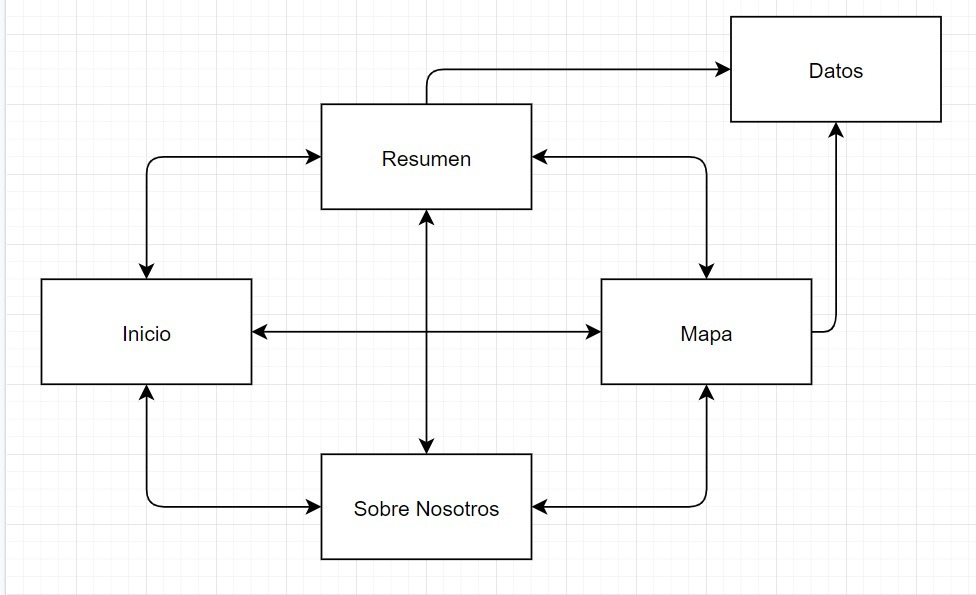 Datos
Resumen
Inicio
Mapa
Sobre Nosotros